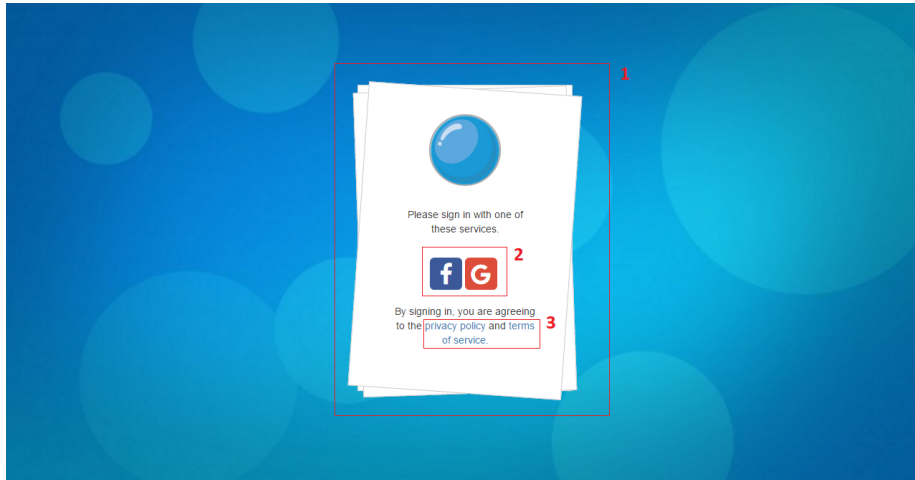 1
Please sign in with one of
these services.
2
f G
By signing in, you are agreeing
to the privacy policy and terms
3
of service.